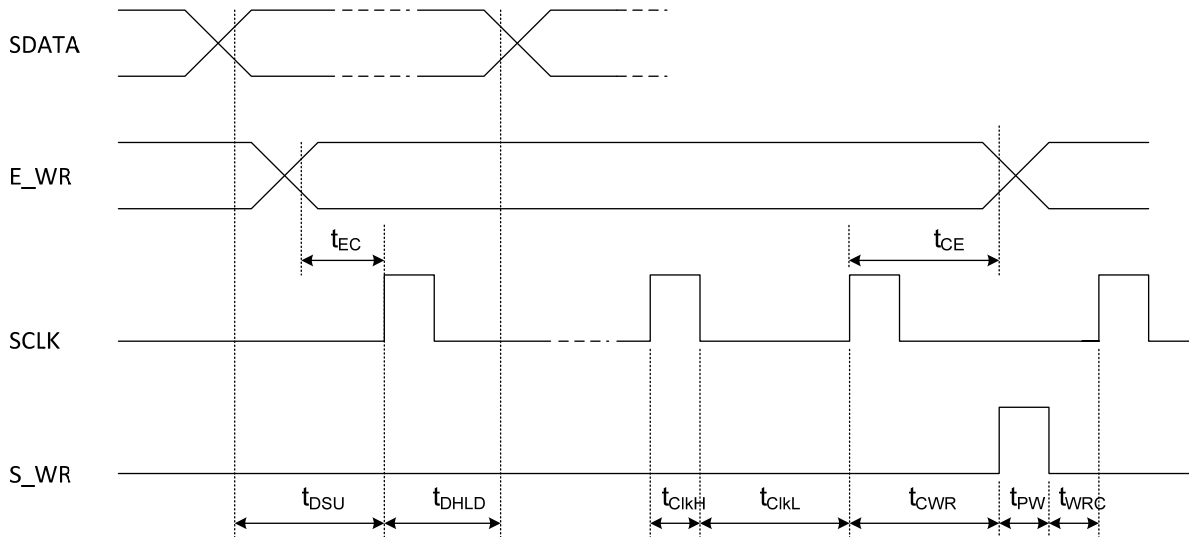 SDATA
E_WR
tEC
tCE
SCLK
S_WR
tDSU tDHLD tClkH tClkL tCWR tPW tWRC